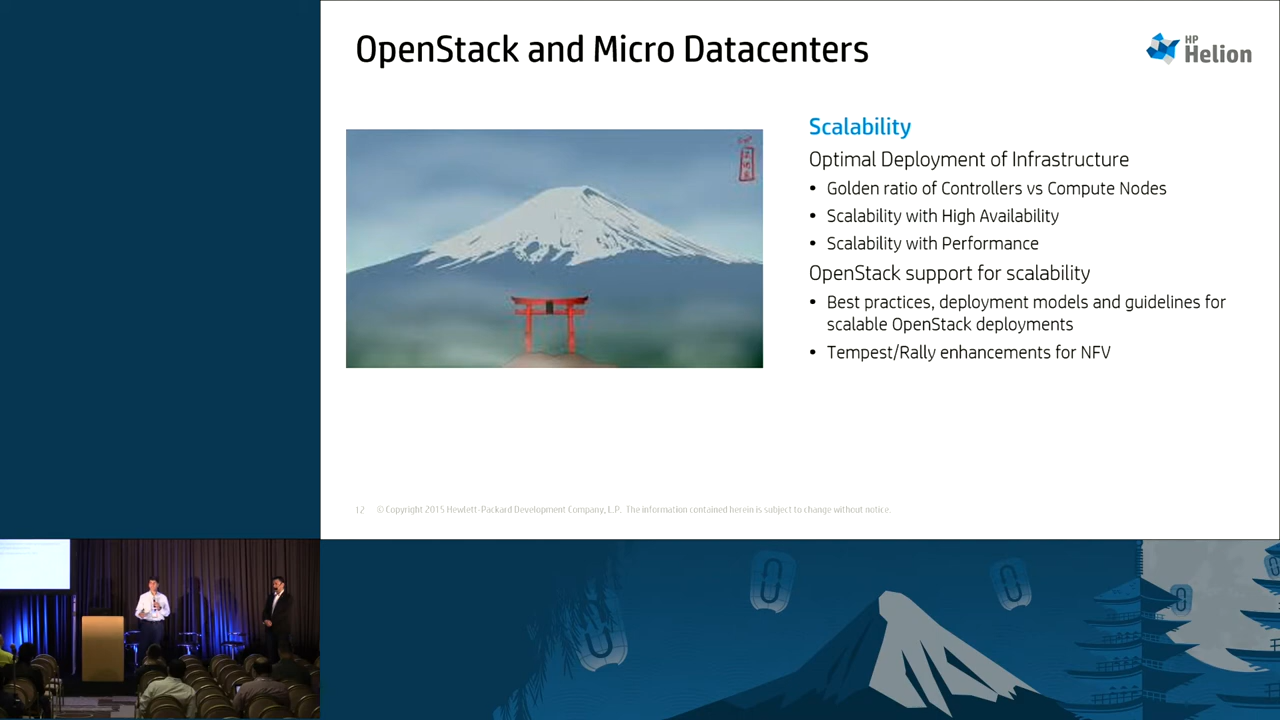 OpenStack and Micro Datacenters
HP
Helion
Scalability
Optimal Deployment of Infrastructure
• Golden ratio of Controllers vs Compute Nodes
• Scalability with High Availability
• Scalability with Performance
OpenStack support for scalability
• Best practices, deployment models and guidelines for
scalable OpenStack deployments
• Tempest/Rally enhancements for NFV
12 © Copyright 2015 Hewlett-Packard Development Company, L.P. The information contained herein is subject to change without notice.